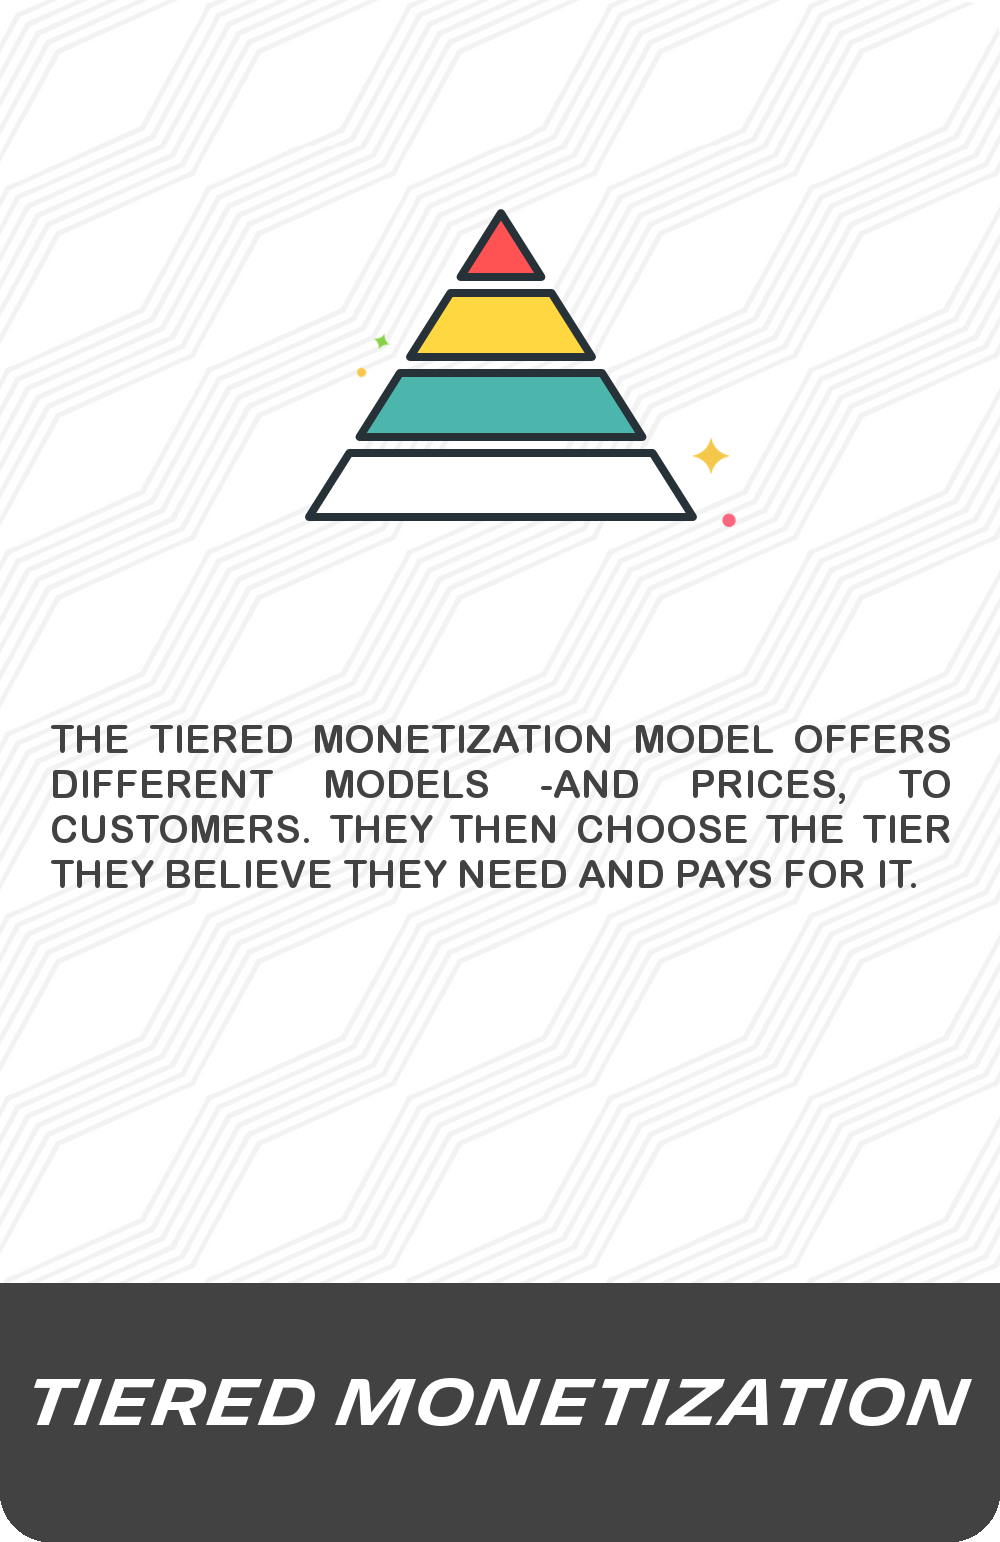 THE TIERED MONETIZATION MODEL OFFERS
DIFFERENT MODELS -AND PRICES, TO
CUSTOMERS. THEY THEN CHOOSE THE TIER
THEY BELIEVE THEY NEED AND PAYS FOR IT.
TIERED MONETIZATION